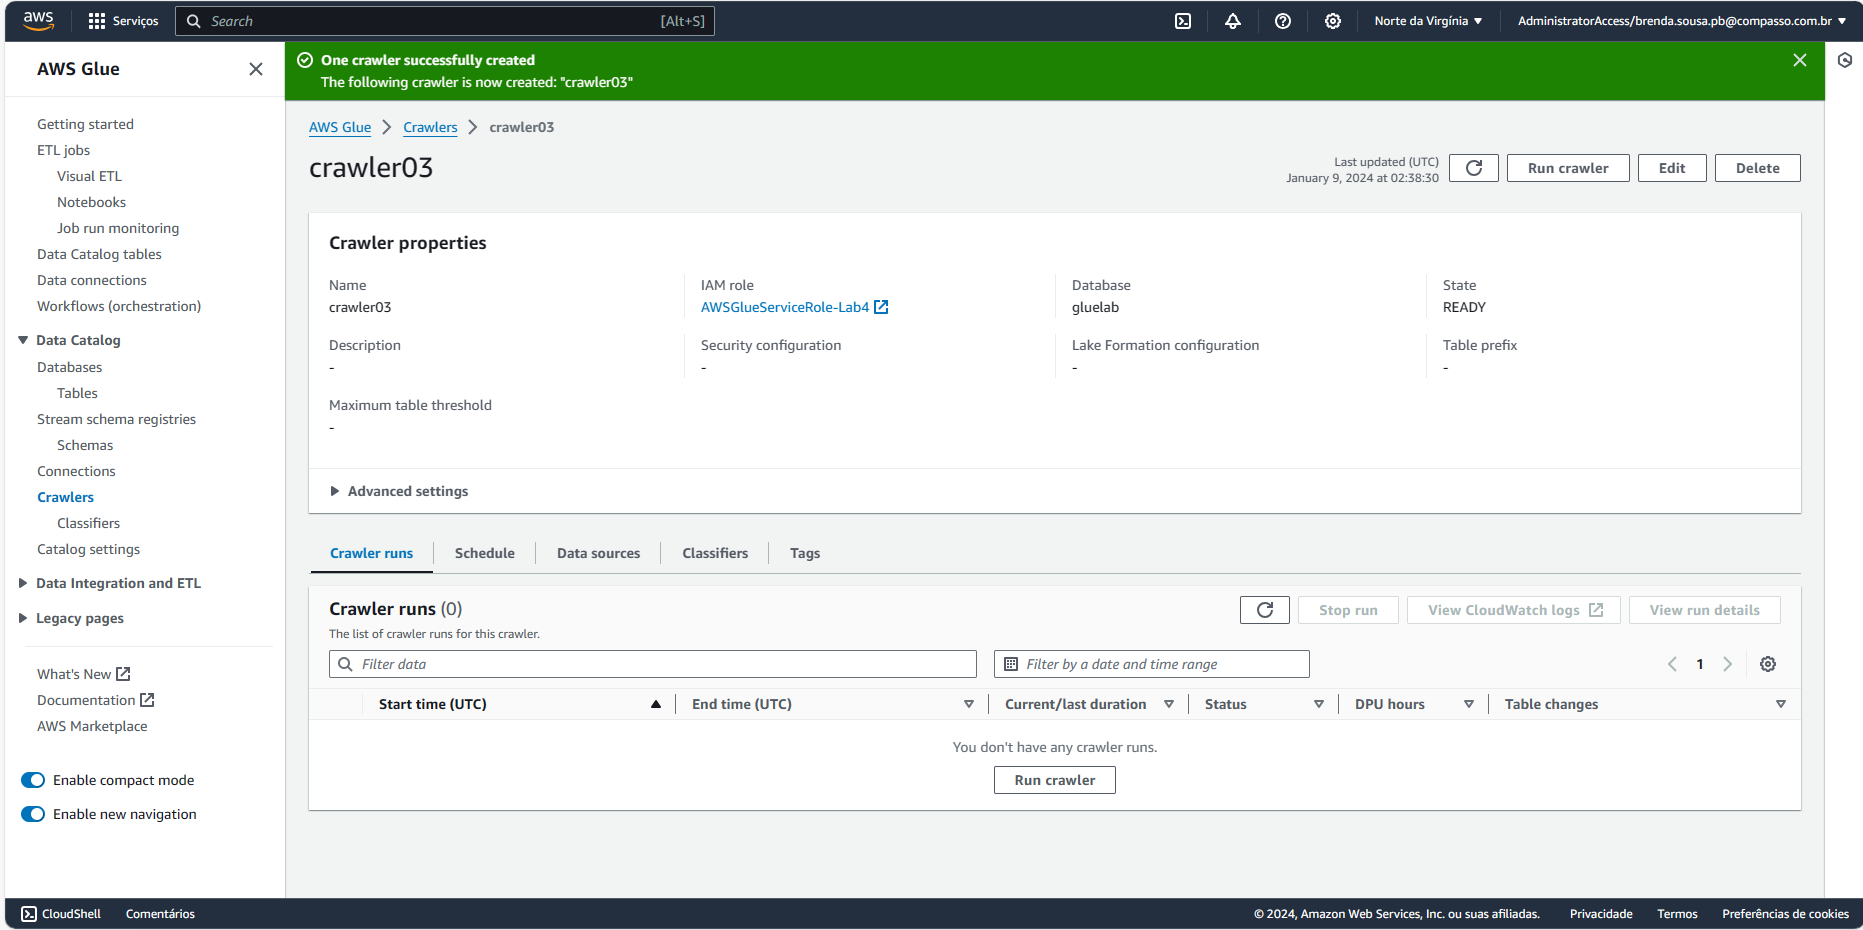 aws
Serviços
Search
[Alt+S]
Norte da Virgínia
AdministratorAccess/brenda.sousa.pb@compasso.com.br
AWS Glue
Getting started
ETL jobs
Visual ETL
Notebooks
Job run monitoring
Data Catalog tables
Data connections
Workflows (orchestration)
Data Catalog
Databases
Tables
Stream schema registries
Schemas
Connections
Crawlers
Classifiers
Catalog settings
Data Integration and ETL
Legacy pages
What's New
Documentation
AWS Marketplace
Enable compact mode
Enable new navigation
One crawler successfully created
The following crawler is now created: "crawler03"
AWS Glue > Crawlers > crawler03
crawler03
Last updated (UTC)
January 9, 2024 at 02:38:30
Run crawler
Edit
Delete
Crawler properties
Name
crawler03
IAM role
AWSGlueServiceRole-Lab4
Database
gluelab
State
READY
Description
-
Security configuration
-
Lake Formation configuration
-
Table prefix
-
Maximum table threshold
-
Advanced settings
Crawler runs
Schedule
Data sources
Classifiers
Tags
Crawler runs (0)
The list of crawler runs for this crawler.
Stop run
View CloudWatch logs
View run details
Filter data
Filter by a date and time range
1
Start time (UTC)
End time (UTC)
Current/last duration
Status
DPU hours
Table changes
You don't have any crawler runs.
Run crawler
CloudShell
Comentários
© 2024, Amazon Web Services, Inc. ou suas afiliadas.
Privacidade
Termos
Preferências de cookies